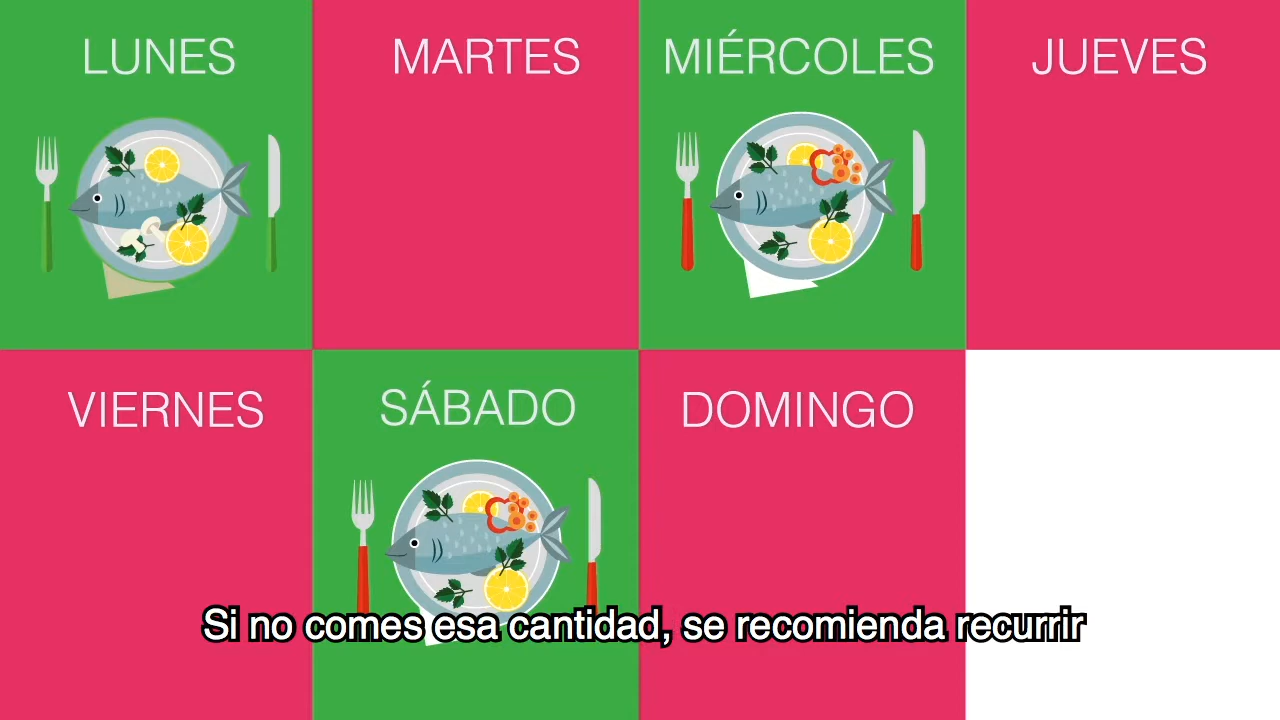 LUNES
MARTES
MIÉRCOLES
JUEVES
VIERNES
SÁBADO
DOMINGO
Si no comes esa cantidad, se recomienda recurrir